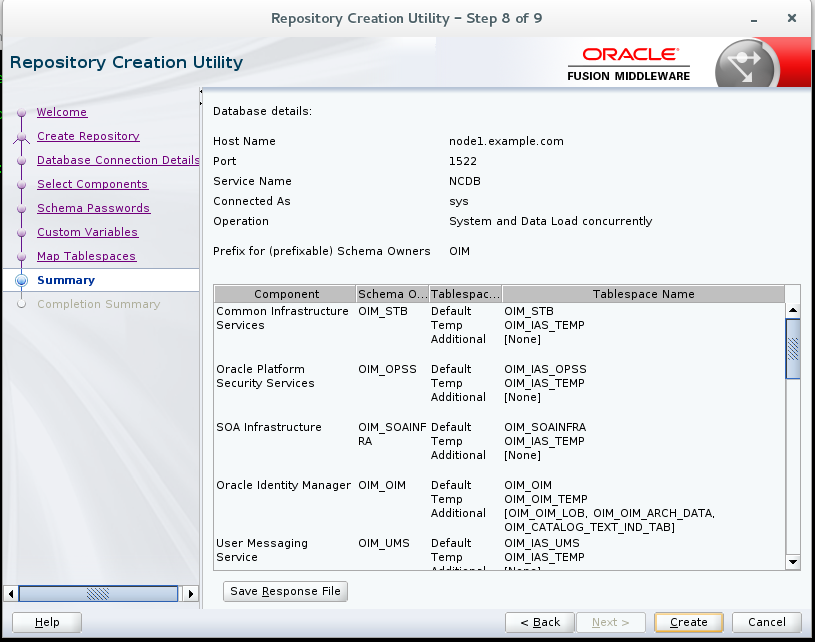 Repository Creation Utility – Step 8 of 9
Repository Creation Utility
ORACLE
FUSION MIDDLEWARE
Welcome
Create Repository
Database Connection Details
Select Components
Schema Passwords
Custom Variables
Map Tablespaces
Summary
Completion Summary
Database details:
Host Name node1.example.com
Port 1522
Service Name NCDB
Connected As sys
Operation System and Data Load concurrently
Prefix for (prefixable) Schema Owners OIM
Component Schema O... Tablespac... Tablespace Name
Common Infrastructure OIM_STB Default OIM_STB
Services Temp OIM_IAS_TEMP
Additional [None]
Oracle Platform OIM_OPSS Default OIM_IAS_OPSS
Security Services Temp OIM_IAS_TEMP
Additional [None]
SOA Infrastructure OIM_SOAINF Default OIM_SOAINFRA
RA Temp OIM_IAS_TEMP
Additional [None]
Oracle Identity Manager OIM_OIM Default OIM_OIM
Temp OIM_OIM_TEMP
Additional [OIM_OIM_LOB, OIM_OIM_ARCH_DATA,
OIM_CATALOG_TEXT_IND_TAB]
User Messaging OIM_UMS Default OIM_IAS_UMS
Service Temp OIM_IAS_TEMP
Additional [None]
Save Response File
Help < Back Next > Create Cancel